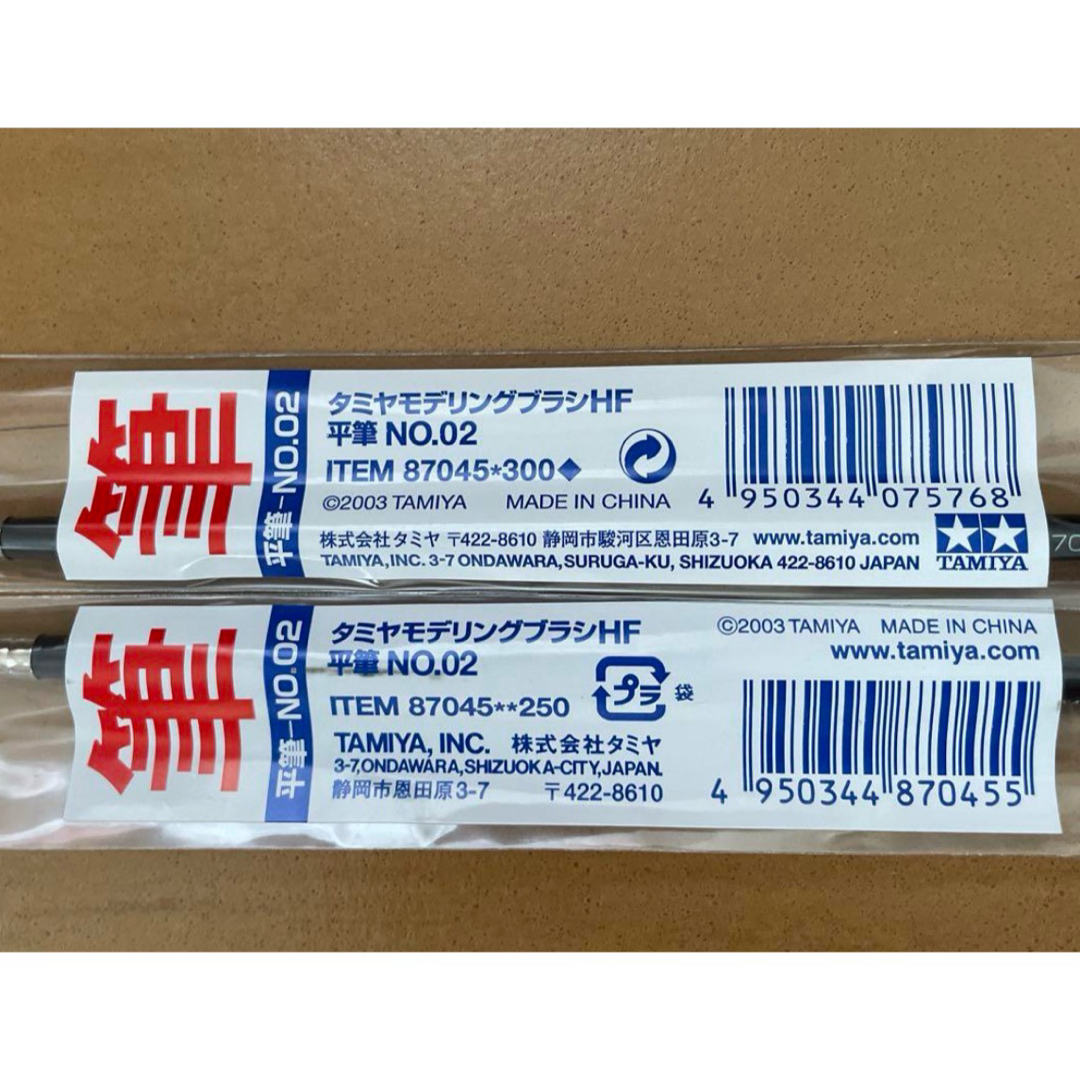 筆
平筆-NO.02
タミヤモデリングブラシHF
平筆 NO.02
ITEM 87045*300◆
©2003 TAMIYA MADE IN CHINA
4 950344 075768
株式会社タミヤ 〒422-8610 静岡市駿河区恩田原3-7 www.tamiya.com
TAMIYA, INC. 3-7 ONDAWARA, SURUGA-KU, SHIZUOKA 422-8610 JAPAN
TAMIYA
70
筆
平筆-NO.02
タミヤモデリングブラシHF
平筆 NO.02
ITEM 87045**250
プラ 袋
TAMIYA, INC. 株式会社タミヤ
3-7,ONDAWARA,SHIZUOKA-CITY,JAPAN.
静岡市恩田原3-7 〒422-8610
©2003 TAMIYA MADE IN CHINA
www.tamiya.com
4 950344 870455